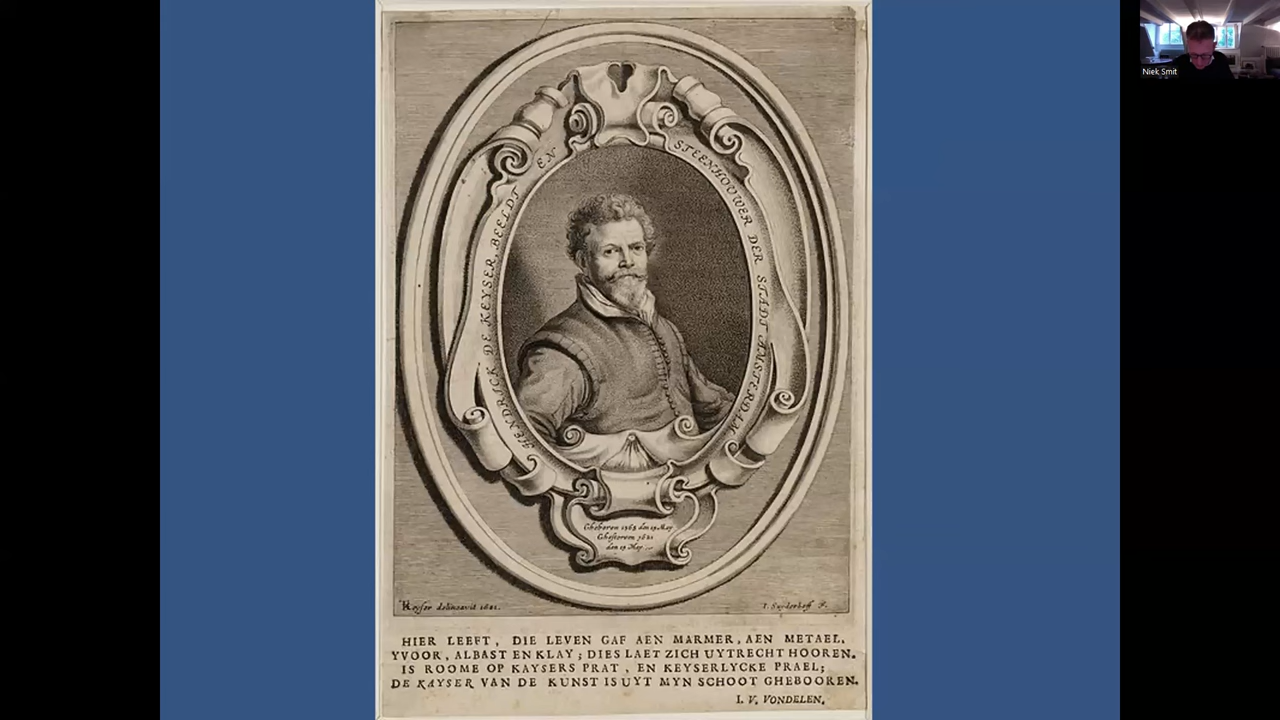 Niek Smit
HENDRICK DE KEYSER, BEELDT EN STEENHOUWER DER STADT AMSTERDAM
Gheboren 1565 den 15 May
Ghestorven 1621
den 15 May
TKeyser delineavit 1621.
I. Suyderhoff F.
HIER LEEFT, DIE LEVEN GAF AEN MARMER, AEN METAEL,
YVOOR, ALBAST EN KLAY; DIES LAET ZICH UYTRECHT HOOREN.
IS ROOME OP KAYSERS PRAT, EN KEYSERLYCKE PRAEL;
DE KAYSER VAN DE KUNST IS UYT MYN SCHOOT GHEBOOREN.
I. V. VONDELEN.